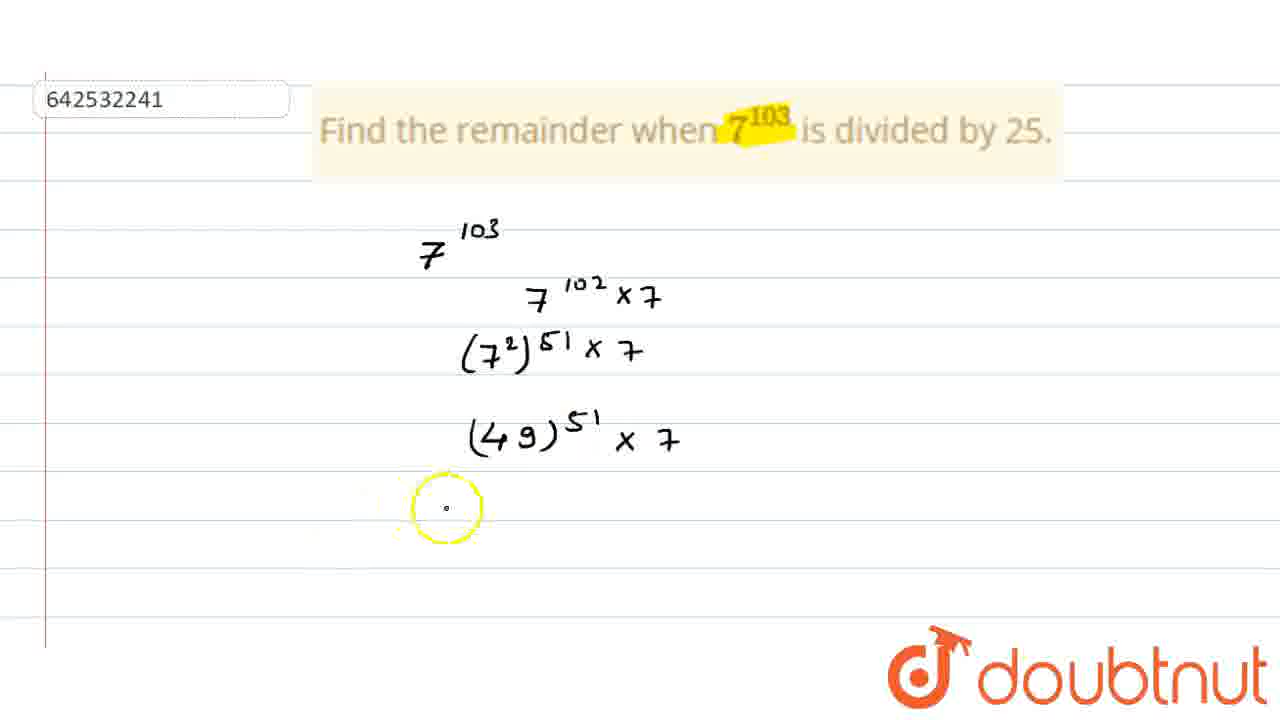 642532241
Find the remainder when 7^103 is divided by 25.
7^103
7^102 × 7
(7^2)^51 × 7
(49)^51 × 7
doubtnut